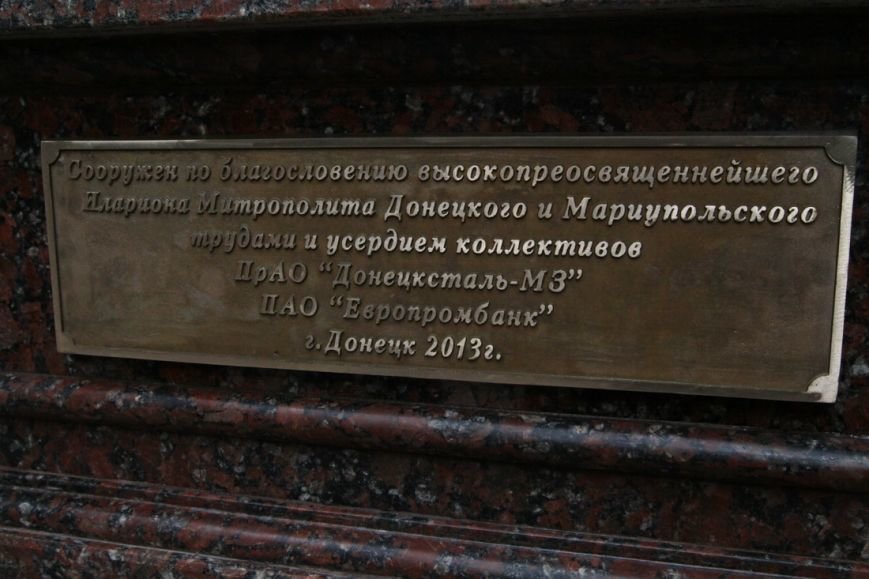 Сооружен по благословению высокопреосвященнейшего
Илариона Митрополита Донецкого и Мариупольского
трудами и усердием коллективов
ПрАО "Донецксталь-МЗ"
ПАО "Европромбанк"
г. Донецк 2013г.